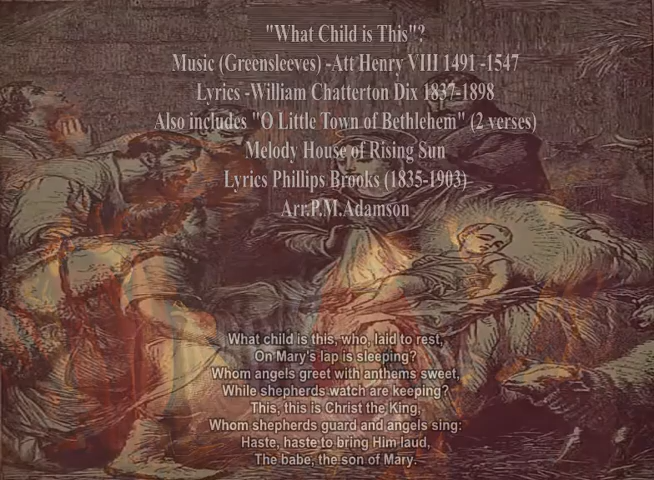 "What Child is This"?
Music (Greensleeves) -Att Henry VIII 1491 -1547
Lyrics -William Chatterton Dix 1837-1898
Also includes "O Little Town of Bethlehem" (2 verses)
Melody House of Rising Sun
Lyrics Phillips Brooks (1835-1903)
Arr.P.M.Adamson
What child is this, who, laid to rest,
On Mary's lap is sleeping?
Whom angels greet with anthems sweet,
While shepherds watch are keeping?
This, this is Christ the King,
Whom shepherds guard and angels sing:
Haste, haste to bring Him laud,
The babe, the son of Mary.